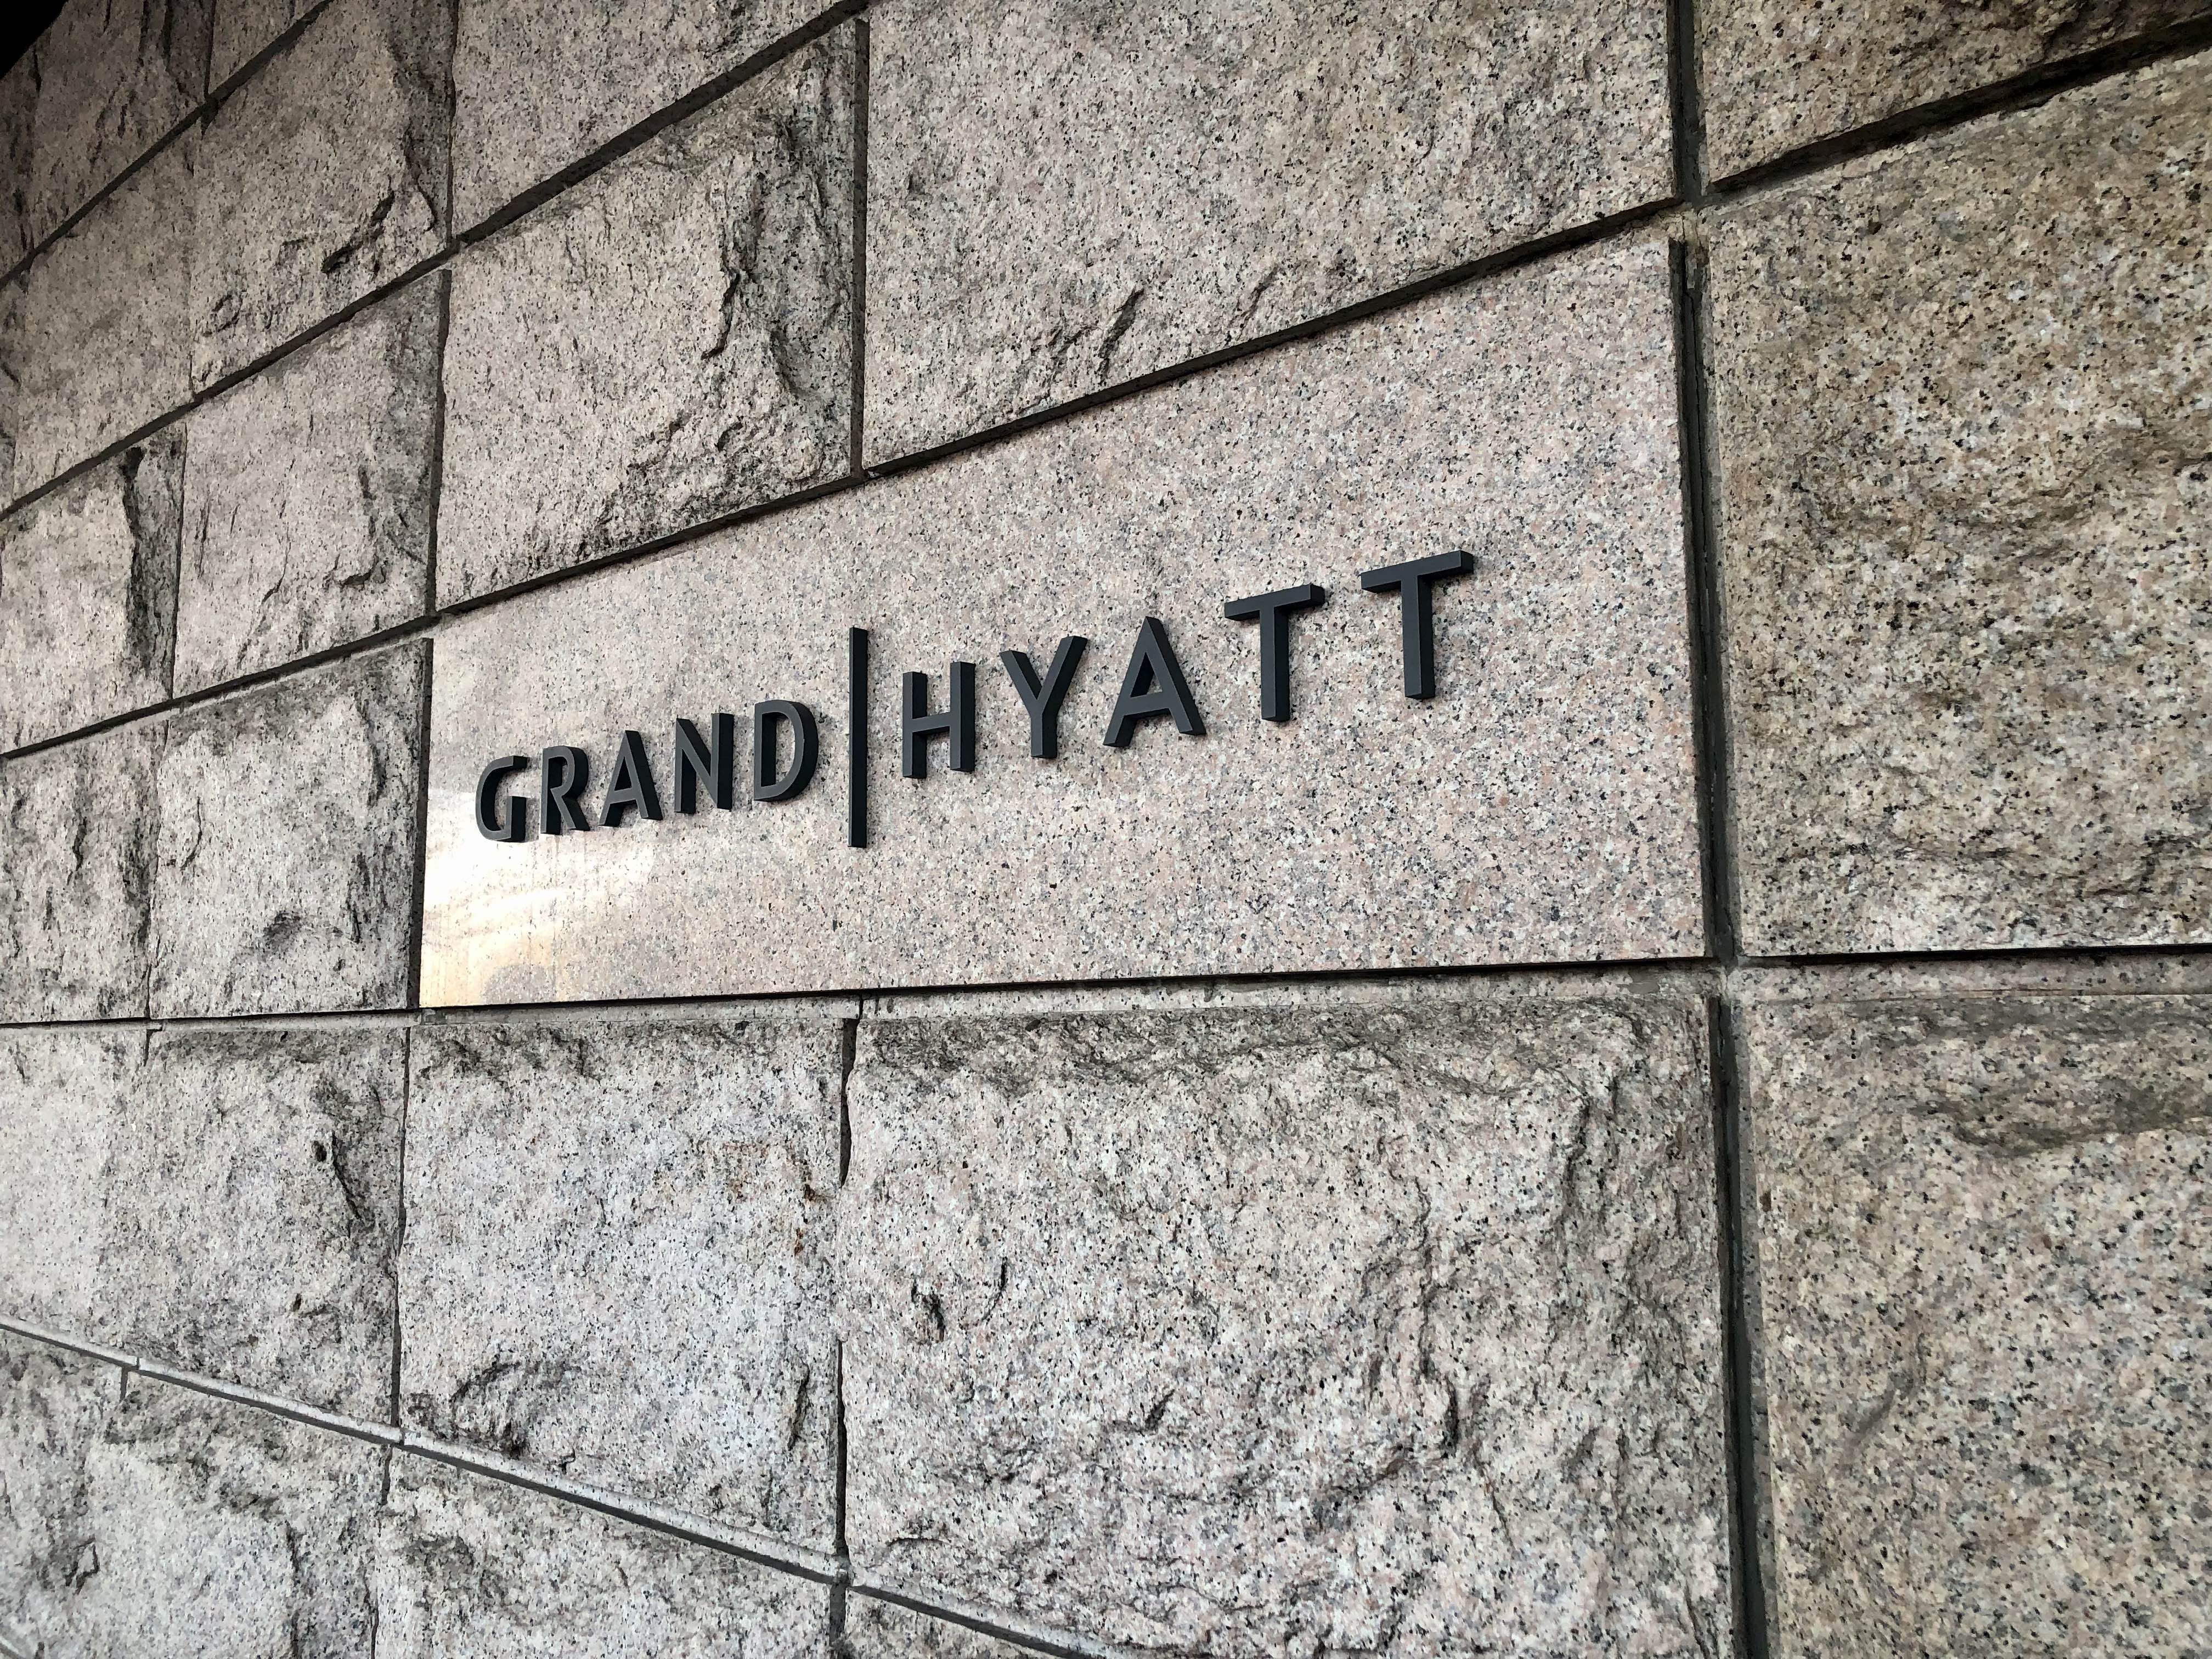 GRAND | HYATT